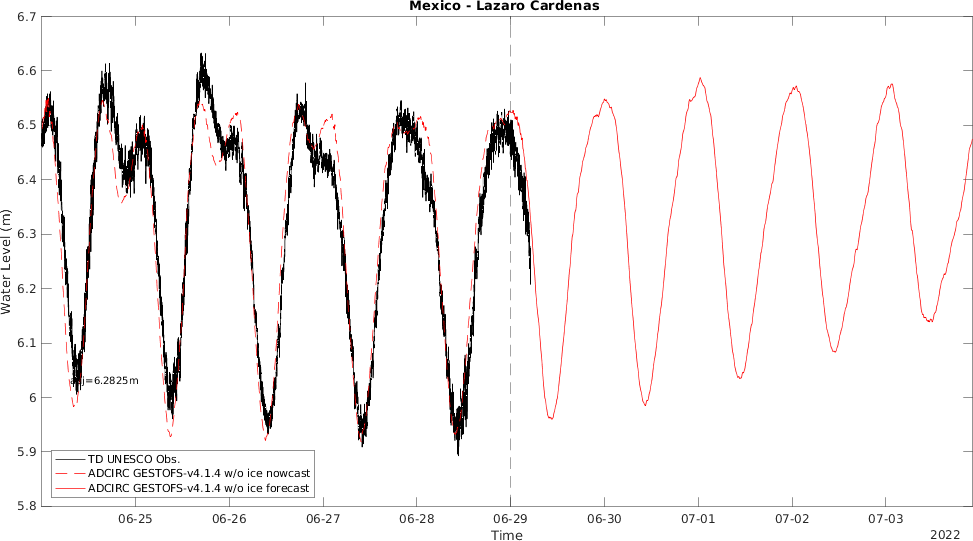 Mexico - Lazaro Cardenas
6.7
6.6
6.5
6.4
6.3
6.2
6.1
6
5.9
5.8
Water Level (m)
=6.2825m
TD UNESCO Obs.
ADCIRC GESTOFS-v4.1.4 w/o ice nowcast
ADCIRC GESTOFS-v4.1.4 w/o ice forecast
06-25 06-26 06-27 06-28 06-29 06-30 07-01 07-02 07-03
Time
2022